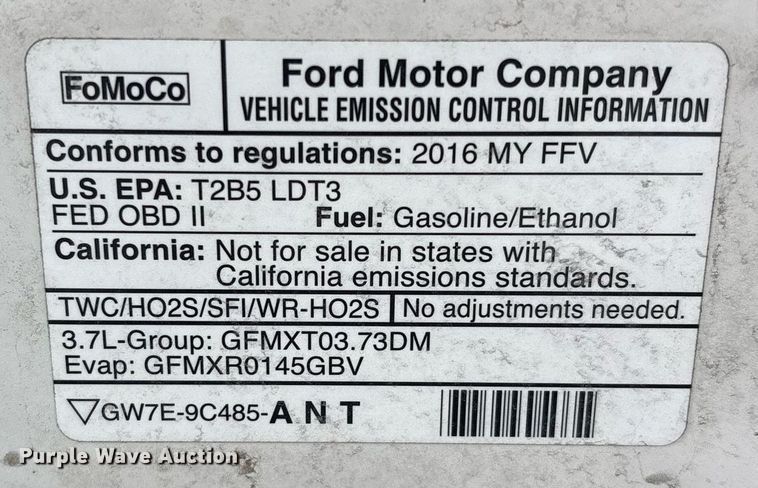 FoMoCo
Ford Motor Company
VEHICLE EMISSION CONTROL INFORMATION
Conforms to regulations: 2016 MY FFV
U.S. EPA: T2B5 LDT3
FED OBD II Fuel: Gasoline/Ethanol
California: Not for sale in states with
California emissions standards.
TWC/HO2S/SFI/WR-HO2S No adjustments needed.
3.7L-Group: GFMXT03.73DM
Evap: GFMXR0145GBV
GW7E-9C485-ANT
Purple Wave Auction